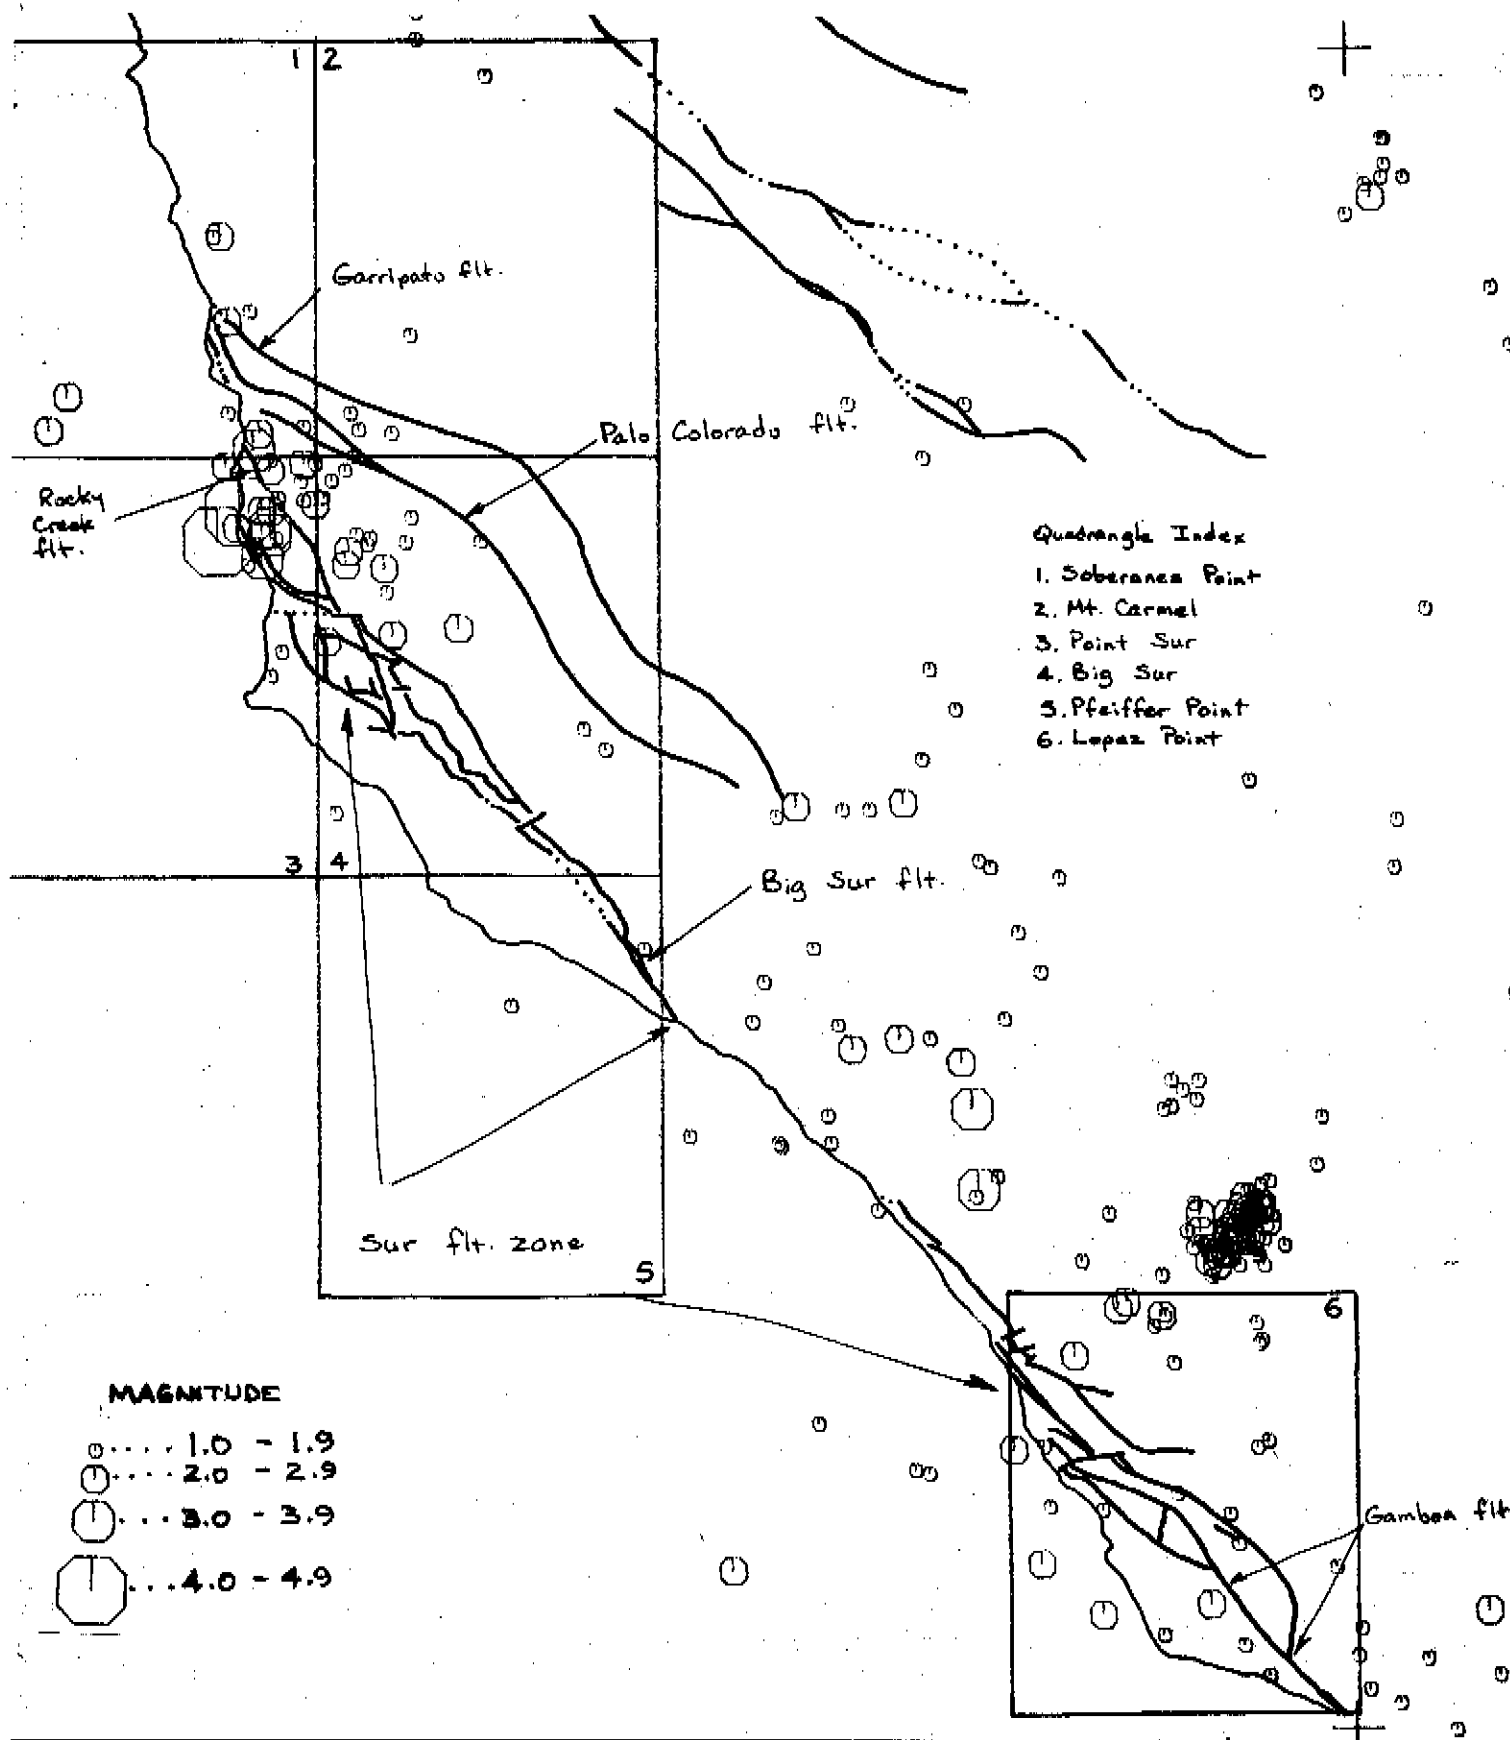 1 2
Garripato flt.
Palo Colorado flt.
Rocky
Creek
flt.
Quadrangle Index
1. Soberanes Point
2. Mt. Carmel
3. Point Sur
4. Big Sur
5. Pfeiffer Point
6. Lopez Point
3 4
Big Sur flt.
Sur flt. zone
5
6
MAGNITUDE
.... 1.0 - 1.9
.... 2.0 - 2.9
... 3.0 - 3.9
... 4.0 - 4.9
Gamboa flt